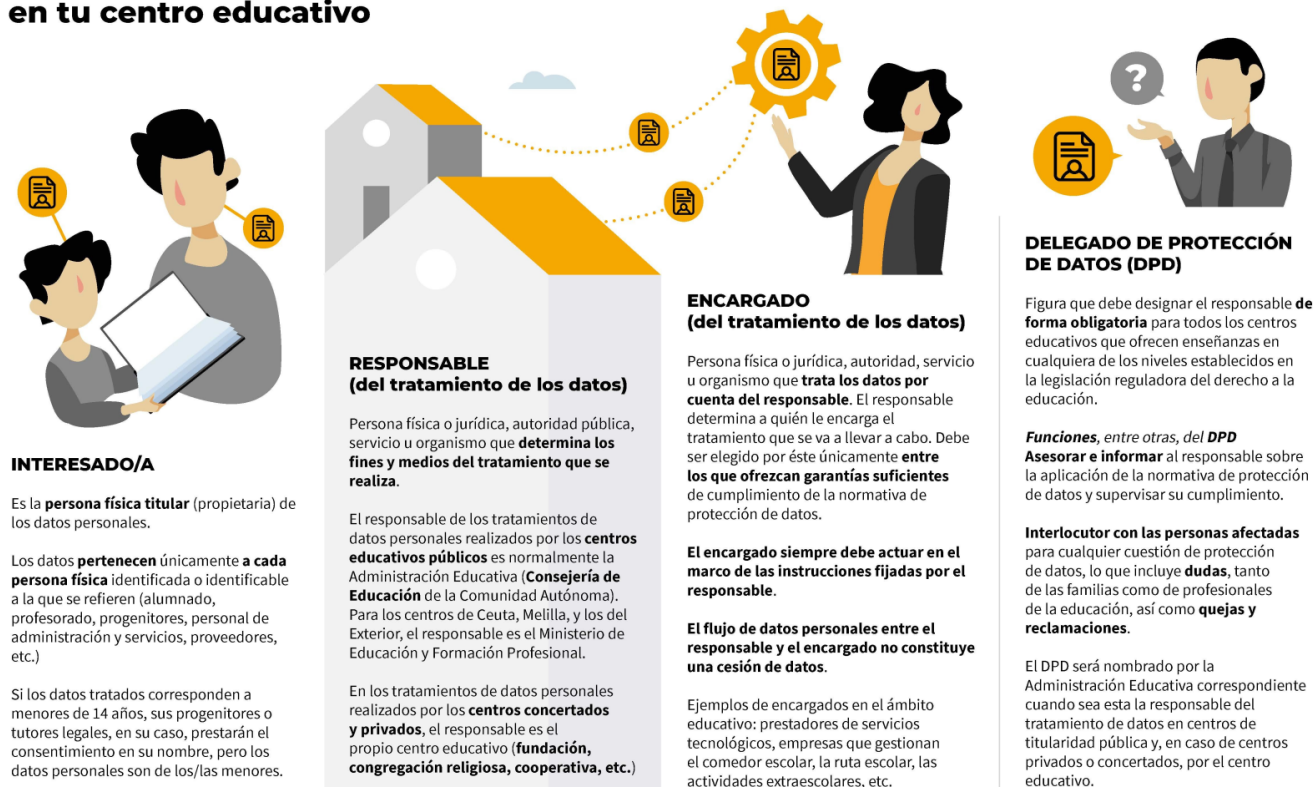 en tu centro educativo
?
INTERESADO/A
Es la persona física titular (propietaria) de
los datos personales.
Los datos pertenecen únicamente a cada
persona física identificada o identificable
a la que se refieren (alumnado,
profesorado, progenitores, personal de
administración y servicios, proveedores,
etc.)
Si los datos tratados corresponden a
menores de 14 años, sus progenitores o
tutores legales, en su caso, prestarán el
consentimiento en su nombre, pero los
datos personales son de los/las menores.
RESPONSABLE
(del tratamiento de los datos)
Persona física o jurídica, autoridad pública,
servicio u organismo que determina los
fines y medios del tratamiento que se
realiza.
El responsable de los tratamientos de
datos personales realizados por los centros
educativos públicos es normalmente la
Administración Educativa (Consejería de
Educación de la Comunidad Autónoma).
Para los centros de Ceuta, Melilla, y los del
Exterior, el responsable es el Ministerio de
Educación y Formación Profesional.
En los tratamientos de datos personales
realizados por los centros concertados
y privados, el responsable es el
propio centro educativo (fundación,
congregación religiosa, cooperativa, etc.)
ENCARGADO
(del tratamiento de los datos)
Persona física o jurídica, autoridad, servicio
u organismo que trata los datos por
cuenta del responsable. El responsable
determina a quién le encarga el
tratamiento que se va a llevar a cabo. Debe
ser elegido por éste únicamente entre
los que ofrezcan garantías suficientes
de cumplimiento de la normativa de
protección de datos.
El encargado siempre debe actuar en el
marco de las instrucciones fijadas por el
responsable.
El flujo de datos personales entre el
responsable y el encargado no constituye
una cesión de datos.
Ejemplos de encargados en el ámbito
educativo: prestadores de servicios
tecnológicos, empresas que gestionan
el comedor escolar, la ruta escolar, las
actividades extraescolares, etc.
DELEGADO DE PROTECCIÓN
DE DATOS (DPD)
Figura que debe designar el responsable de
forma obligatoria para todos los centros
educativos que ofrecen enseñanzas en
cualquiera de los niveles establecidos en
la legislación reguladora del derecho a la
educación.
Funciones, entre otras, del DPD
Asesorar e informar al responsable sobre
la aplicación de la normativa de protección
de datos y supervisar su cumplimiento.
Interlocutor con las personas afectadas
para cualquier cuestión de protección
de datos, lo que incluye dudas, tanto
de las familias como de profesionales
de la educación, así como quejas y
reclamaciones.
El DPD será nombrado por la
Administración Educativa correspondiente
cuando sea esta la responsable del
tratamiento de datos en centros de
titularidad pública y, en caso de centros
privados o concertados, por el centro
educativo.